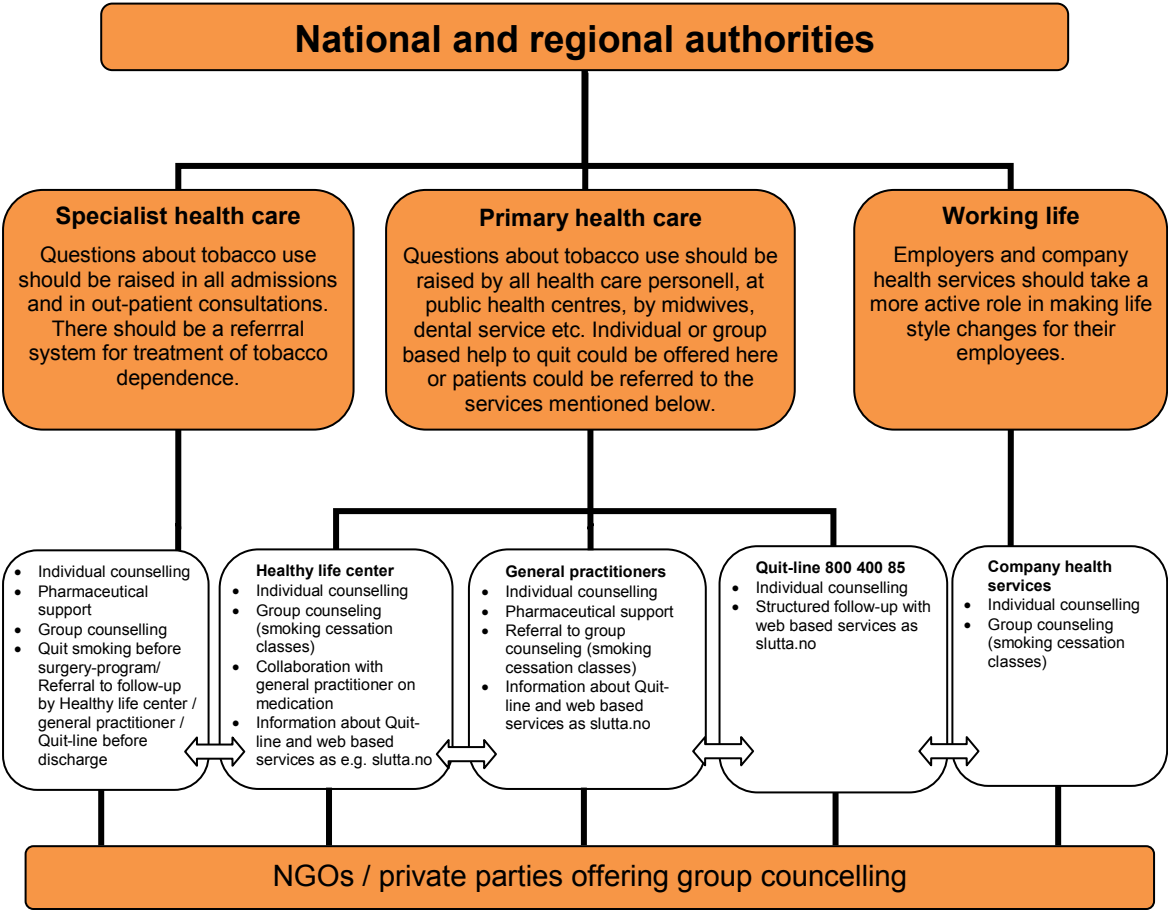 National and regional authorities
Specialist health care
Questions about tobacco use
should be raised in all admissions
and in out-patient consultations.
There should be a referrral
system for treatment of tobacco
dependence.
Primary health care
Questions about tobacco use should be
raised by all health care personell, at
public health centres, by midwives,
dental service etc. Individual or group
based help to quit could be offered here
or patients could be referred to the
services mentioned below.
Working life
Employers and company
health services should take a
more active role in making life
style changes for their
employees.
• Individual counselling
• Pharmaceutical
support
• Group counselling
• Quit smoking before
surgery-program/
Referral to follow-up
by Healthy life center /
general practitioner /
Quit-line before
discharge
Healthy life center
• Individual counselling
• Group counseling
(smoking cessation
classes)
• Collaboration with
general practitioner on
medication
• Information about Quit-
line and web based
services as e.g. slutta.no
General practitioners
• Individual counselling
• Pharmaceutical support
• Referral to group
counseling (smoking
cessation classes)
• Information about Quit-
line and web based
services as slutta.no
Quit-line 800 400 85
• Individual counselling
• Structured follow-up with
web based services as
slutta.no
Company health
services
• Individual counselling
• Group counseling
(smoking cessation
classes)
NGOs / private parties offering group councelling